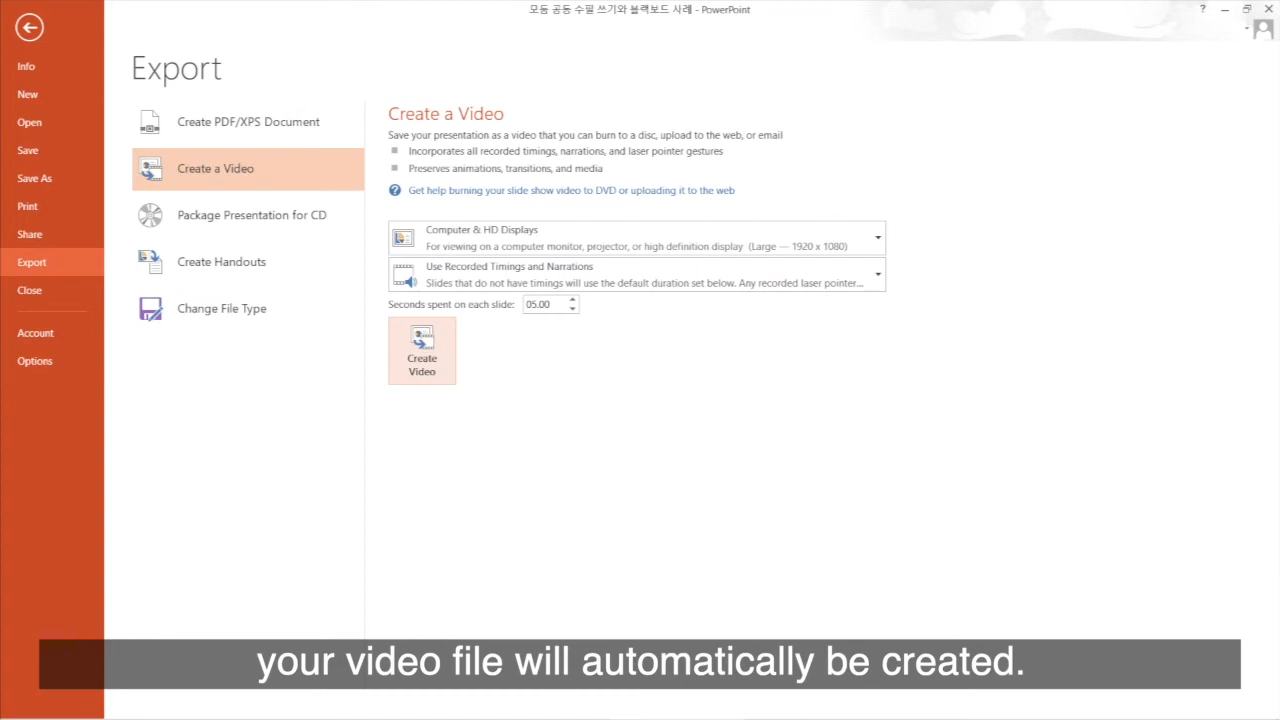 모둠 공동 수필 쓰기와 블랙보드 사례 - PowerPoint
?
Info
New
Open
Save
Save As
Print
Share
Export
Close
Account
Options
Export
Create PDF/XPS Document
Create a Video
Package Presentation for CD
Create Handouts
Change File Type
Create a Video
Save your presentation as a video that you can burn to a disc, upload to the web, or email
Incorporates all recorded timings, narrations, and laser pointer gestures
Preserves animations, transitions, and media
? Get help burning your slide show video to DVD or uploading it to the web
Computer & HD Displays
For viewing on a computer monitor, projector, or high definition display (Large — 1920 x 1080)
Use Recorded Timings and Narrations
Slides that do not have timings will use the default duration set below. Any recorded laser pointer...
Seconds spent on each slide: 05.00
Create
Video
your video file will automatically be created.